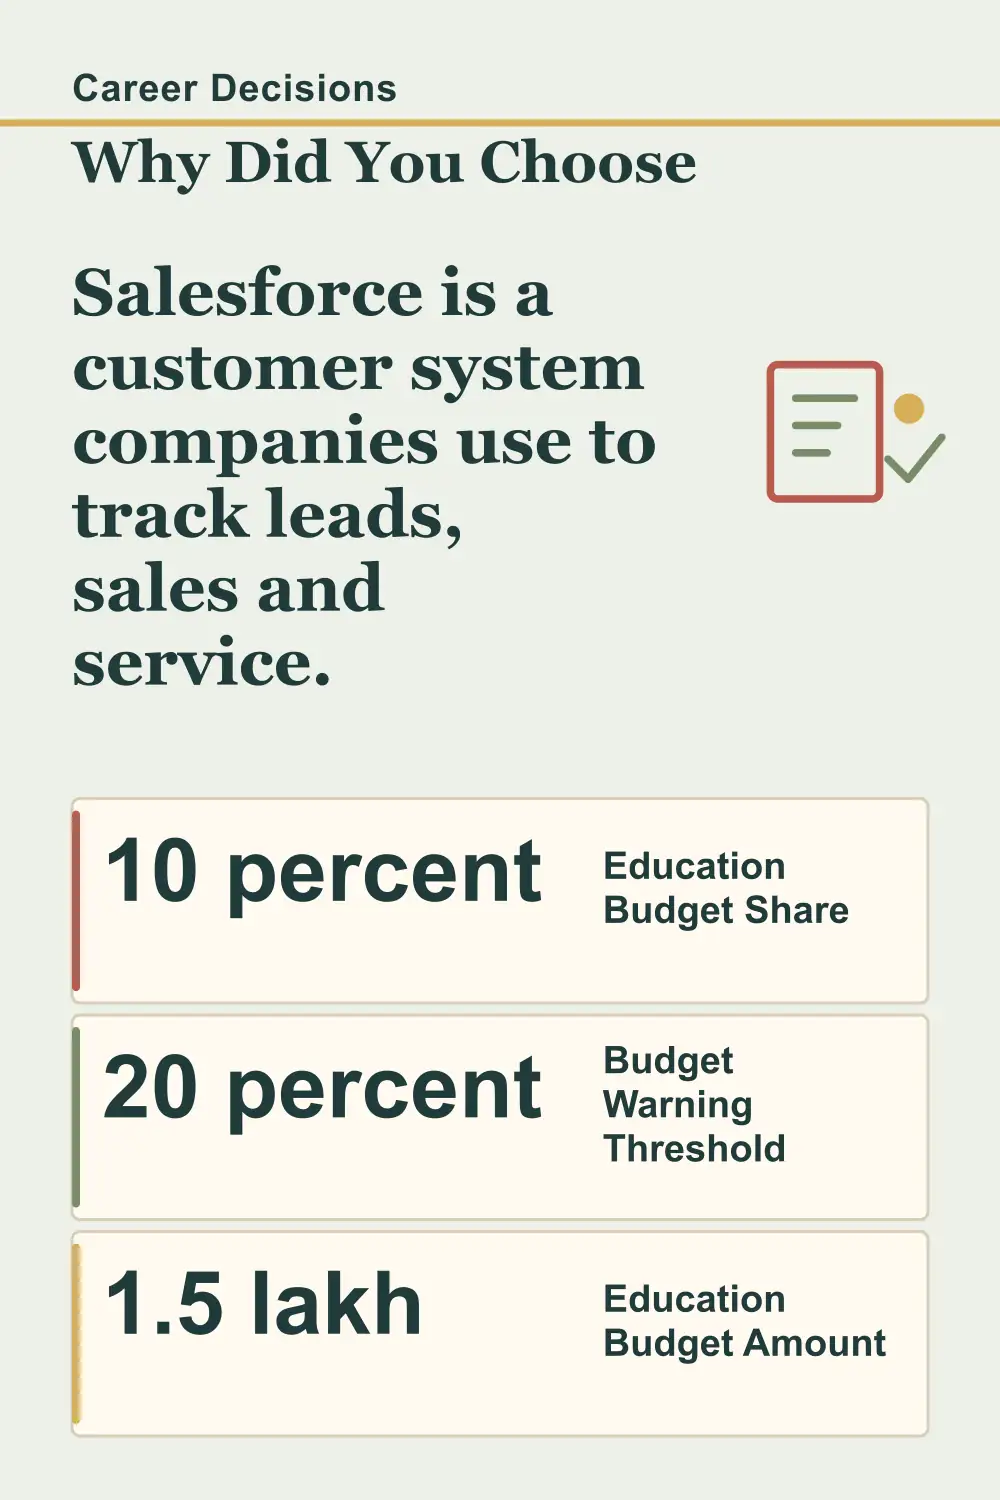 Career Decisions
Why Did You Choose
Salesforce is a
customer system
companies use to
track leads,
sales and
service.
10 percent
Education
Budget Share
20 percent
Budget
Warning
Threshold
1.5 lakh
Education
Budget Amount